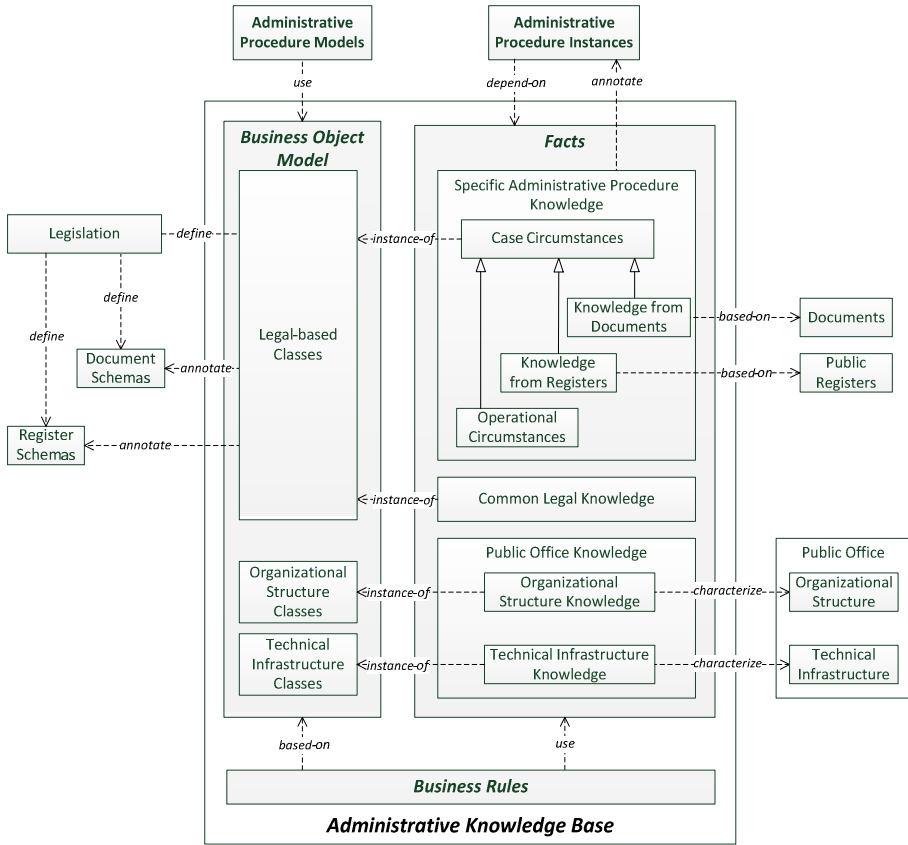 Administrative
Procedure Models
Administrative
Procedure Instances
use
depend-on
annotate
Business Object
Model
Facts
Specific Administrative Procedure
Knowledge
Legislation
define
instance-of
Case Circumstances
define
define
Knowledge from
Documents
based-on
Documents
Legal-based
Classes
Document
Schemas
annotate
Knowledge
from Registers
based-on
Public
Registers
Operational
Circumstances
Register
Schemas
annotate
instance-of
Common Legal Knowledge
Public Office Knowledge
Public Office
Organizational
Structure
Classes
instance-of
Organizational
Structure Knowledge
characterize
Organizational
Structure
Technical
Infrastructure
Classes
instance-of
Technical Infrastructure
Knowledge
characterize
Technical
Infrastructure
based-on
use
Business Rules
Administrative Knowledge Base